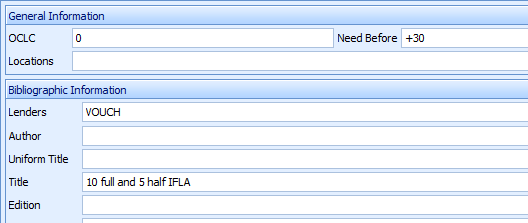 General Information
OCLC 0 Need Before +30
Locations
Bibliographic Information
Lenders VOUCH
Author
Uniform Title
Title 10 full and 5 half IFLA
Edition